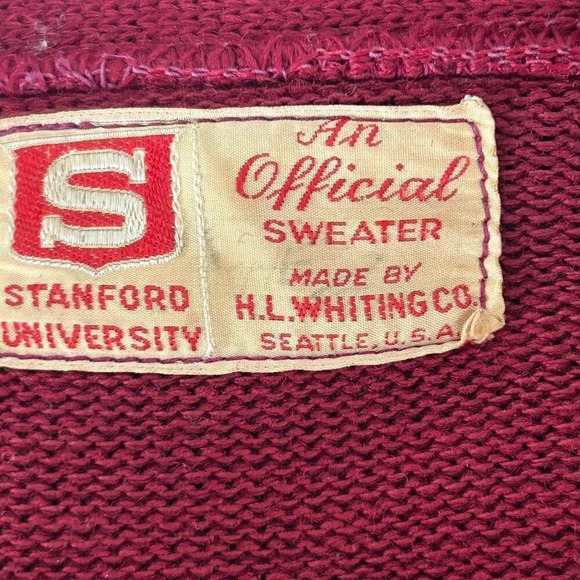 S
STANFORD
UNIVERSITY
An
Official
SWEATER
MADE BY
H.L. WHITING CO.
SEATTLE, U.S.A.